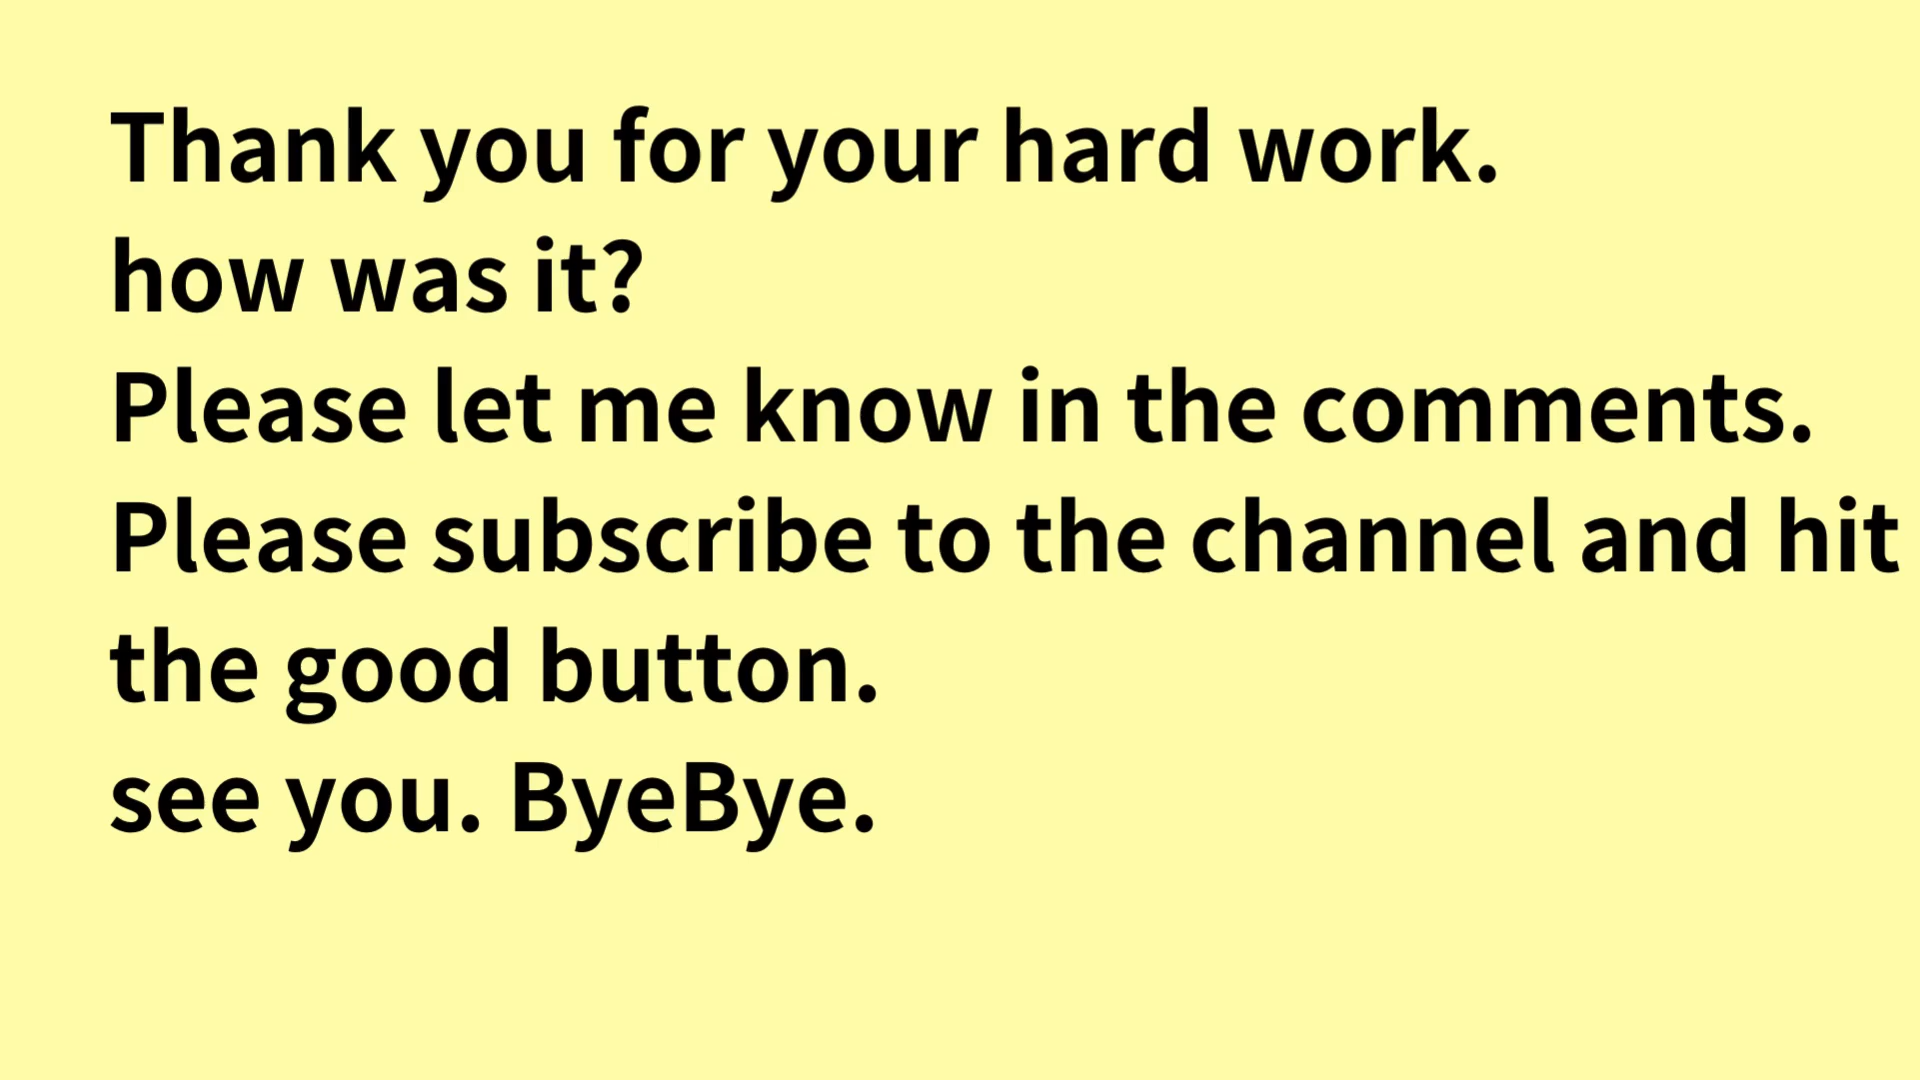 Thank you for your hard work.
how was it?
Please let me know in the comments.
Please subscribe to the channel and hit
the good button.
see you. ByeBye.